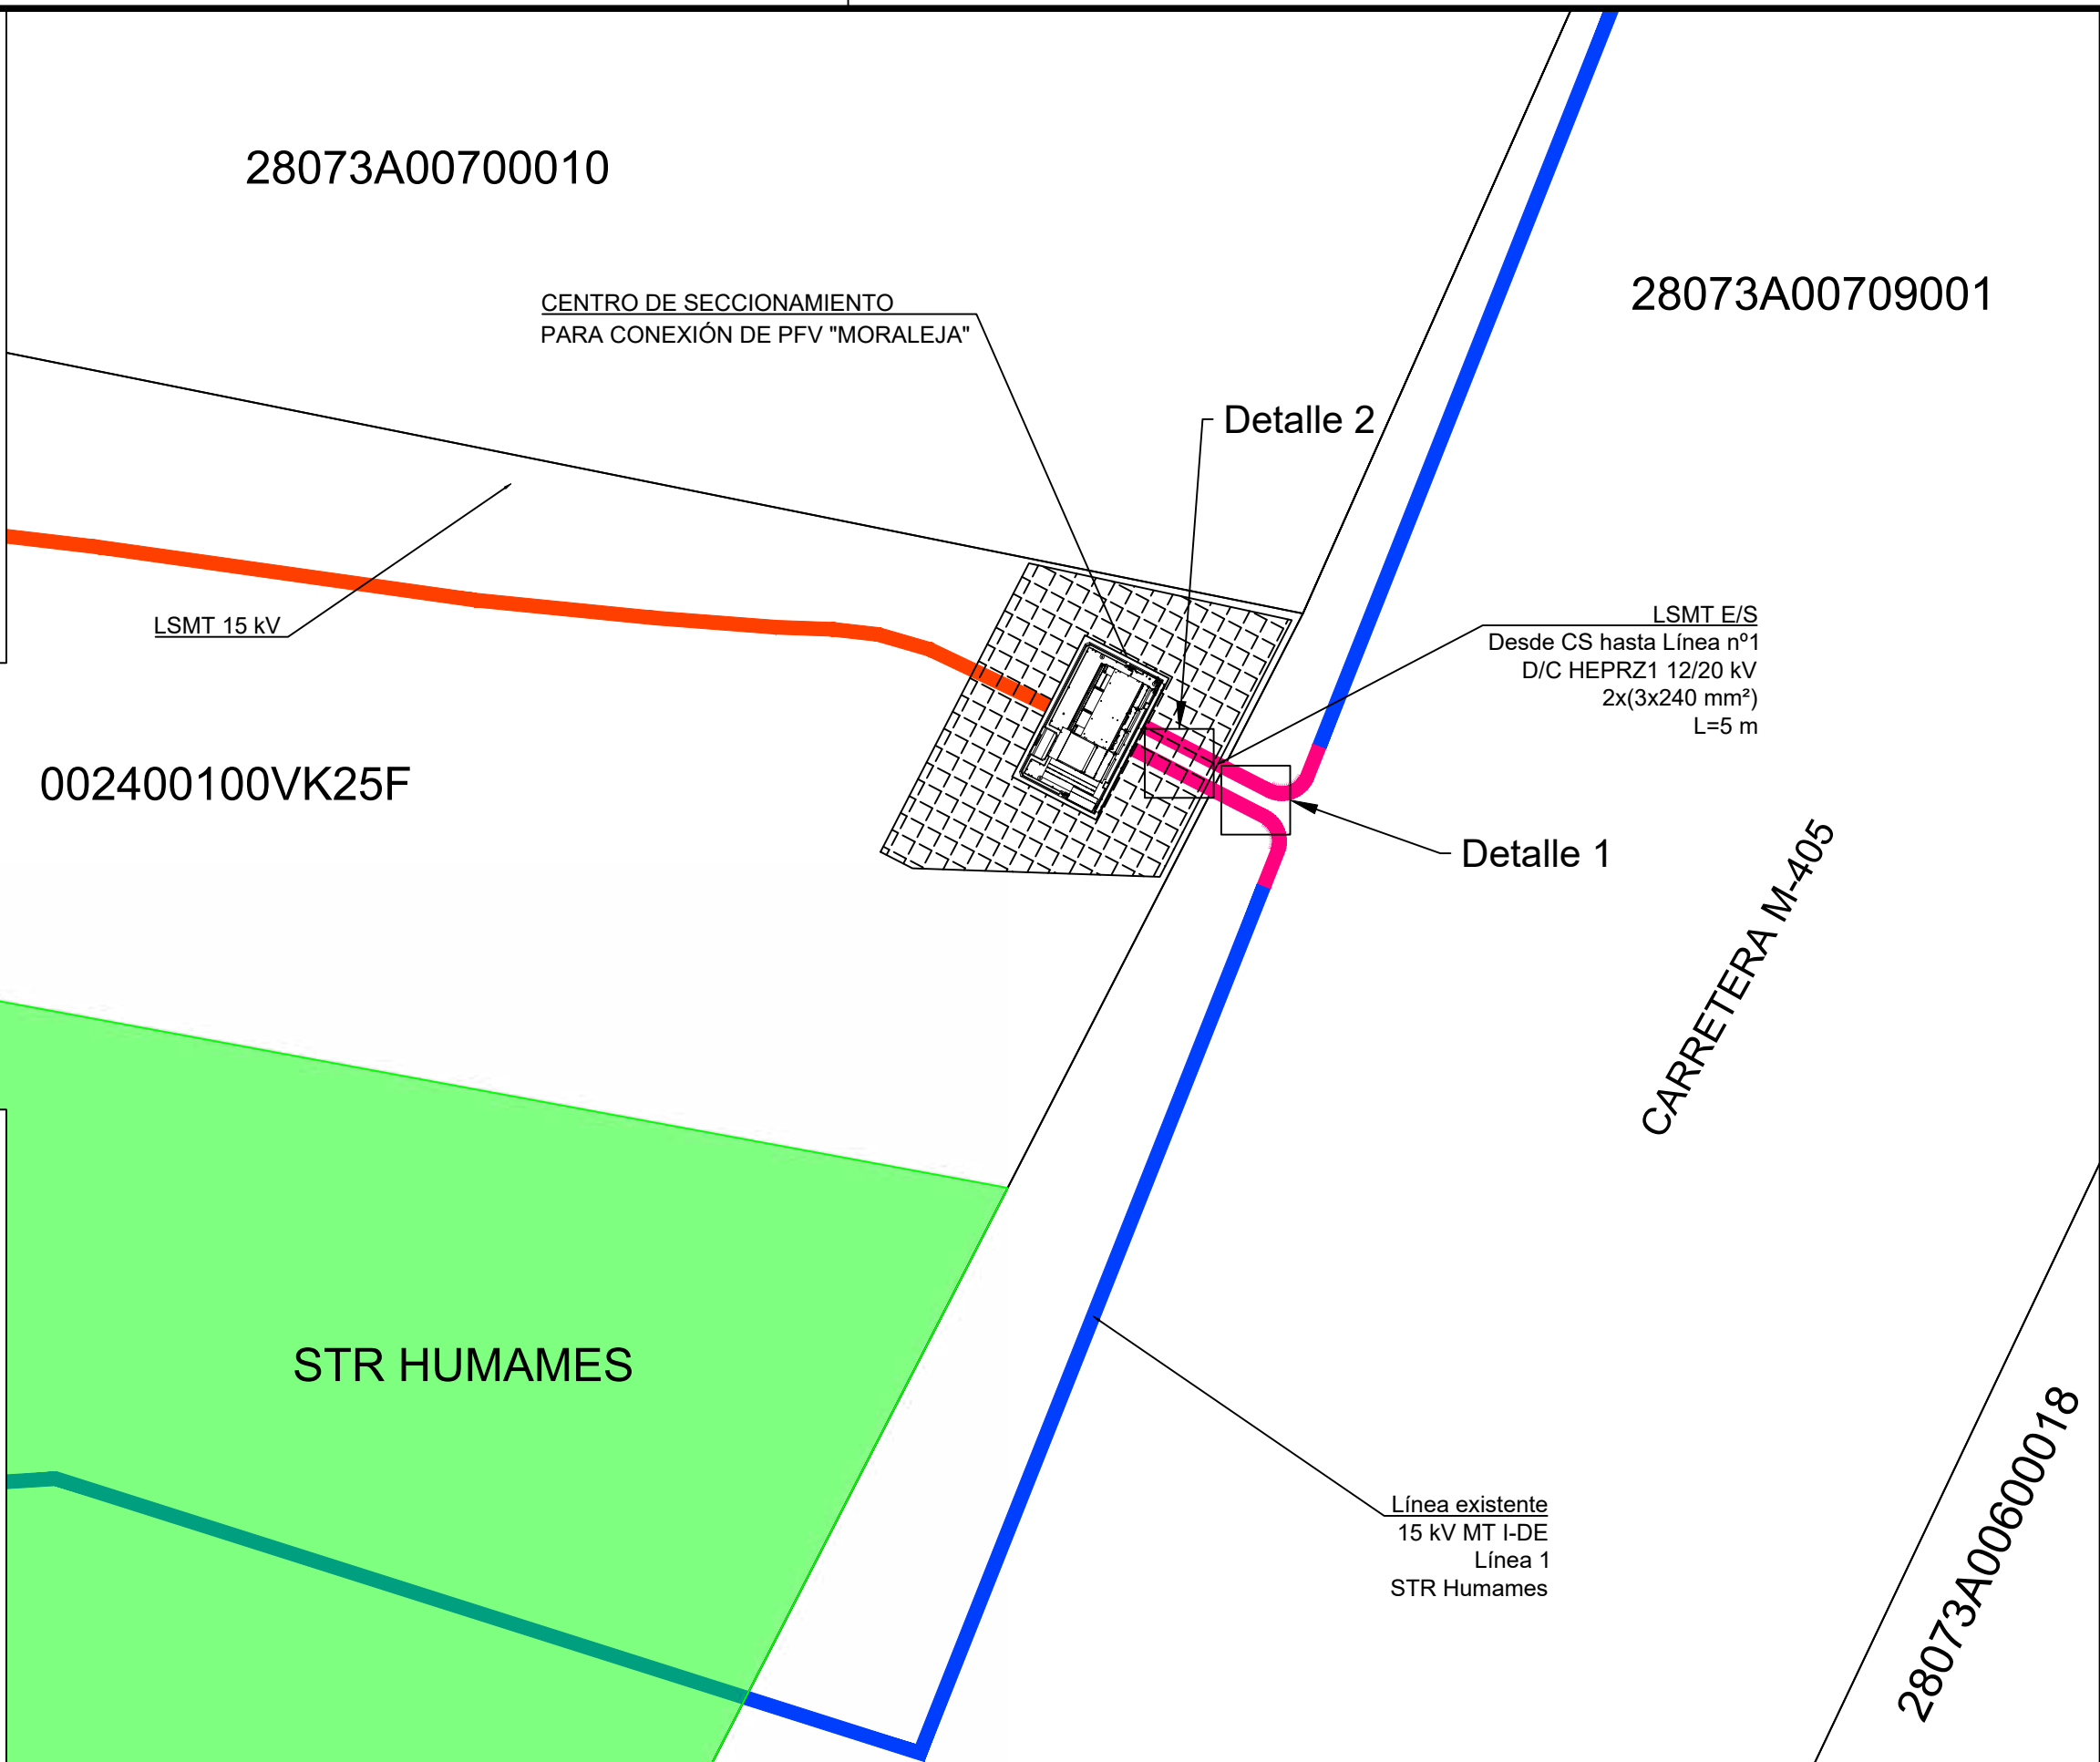 28073A00700010
28073A00709001
CENTRO DE SECCIONAMIENTO
PARA CONEXIÓN DE PFV "MORALEJA"
Detalle 2
LSMT 15 kV
LSMT E/S
Desde CS hasta Línea nº1
D/C HEPRZ1 12/20 kV
2x(3x240 mm²)
L=5 m
002400100VK25F
Detalle 1
CARRETERA M-405
STR HUMAMES
Línea existente
15 kV MT I-DE
Línea 1
STR Humames
28073A00600018